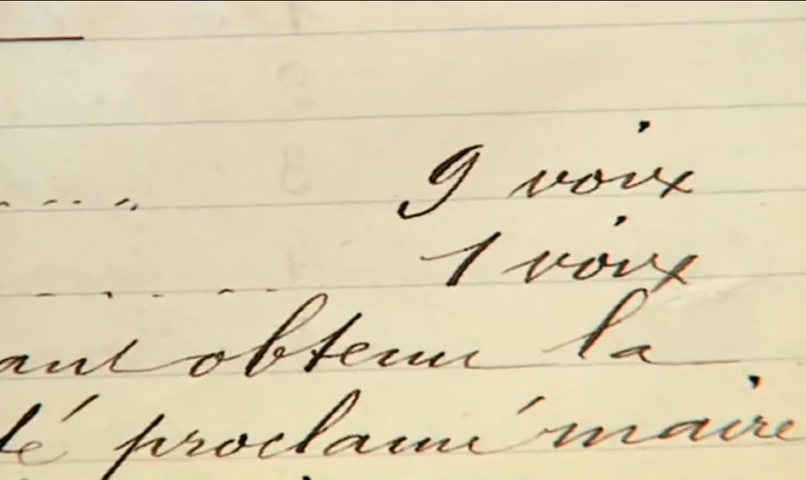 9 voix
1 voix
ant obtenu la
té proclamé maire